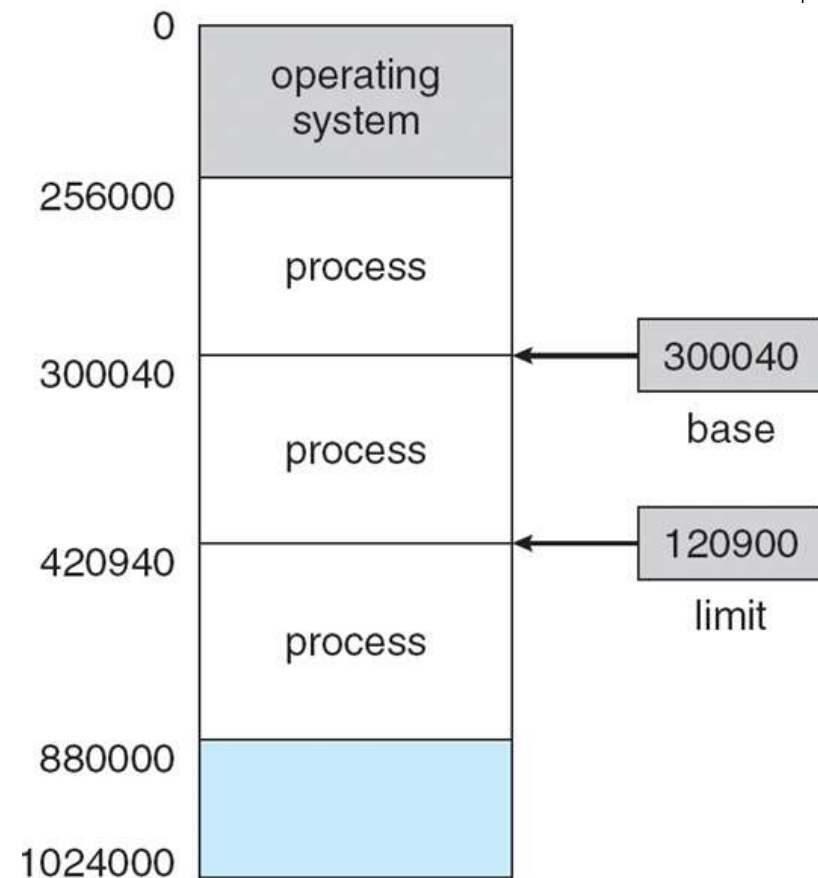 0
operating
system
256000
process
300040
300040
base
process
420940
120900
limit
process
880000
1024000